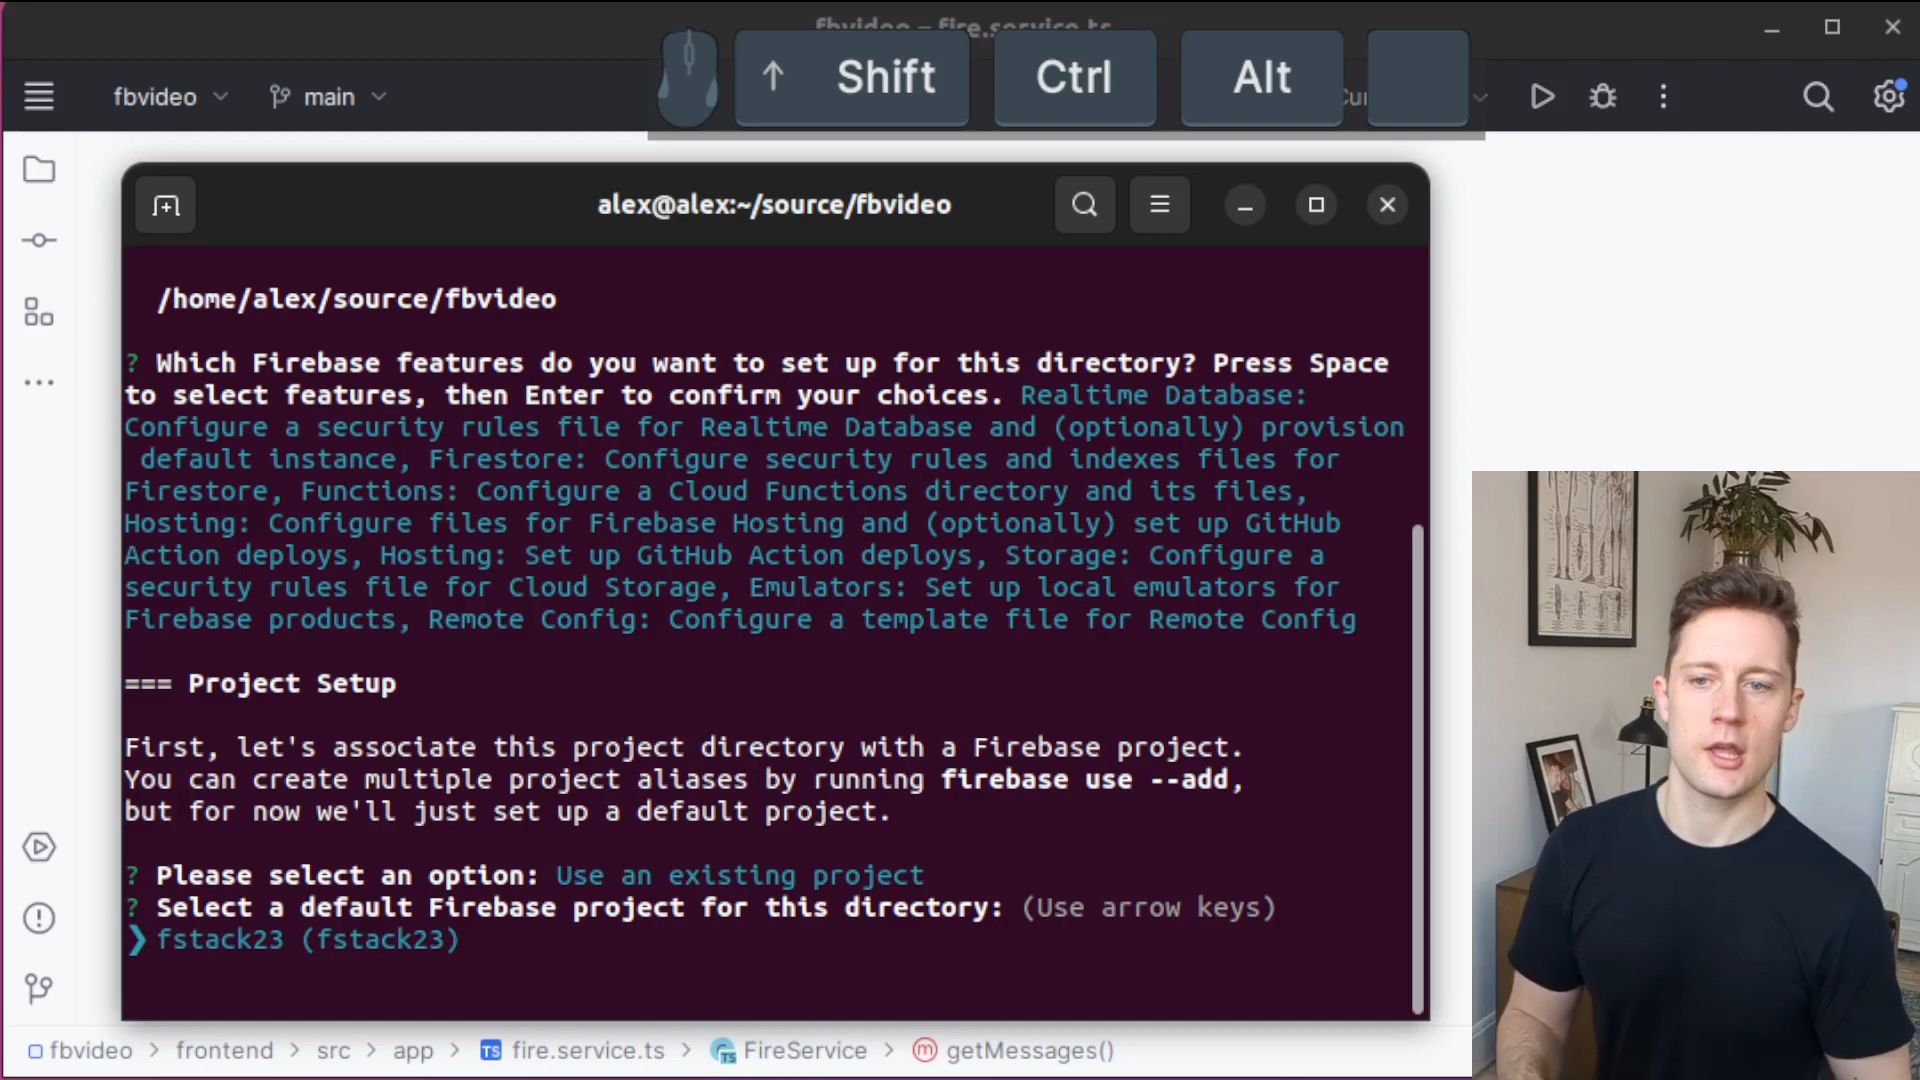 fbvideo – fire.service.ts
↑ Shift
Ctrl
Alt
fbvideo
main
Cur
alex@alex:~/source/fbvideo
/home/alex/source/fbvideo
? Which Firebase features do you want to set up for this directory? Press Space
to select features, then Enter to confirm your choices. Realtime Database:
Configure a security rules file for Realtime Database and (optionally) provision
default instance, Firestore: Configure security rules and indexes files for
Firestore, Functions: Configure a Cloud Functions directory and its files,
Hosting: Configure files for Firebase Hosting and (optionally) set up GitHub
Action deploys, Hosting: Set up GitHub Action deploys, Storage: Configure a
security rules file for Cloud Storage, Emulators: Set up local emulators for
Firebase products, Remote Config: Configure a template file for Remote Config
=== Project Setup
First, let's associate this project directory with a Firebase project.
You can create multiple project aliases by running firebase use --add,
but for now we'll just set up a default project.
? Please select an option: Use an existing project
? Select a default Firebase project for this directory: (Use arrow keys)
❯ fstack23 (fstack23)
fbvideo > frontend > src > app > TS fire.service.ts > TS FireService > m getMessages()